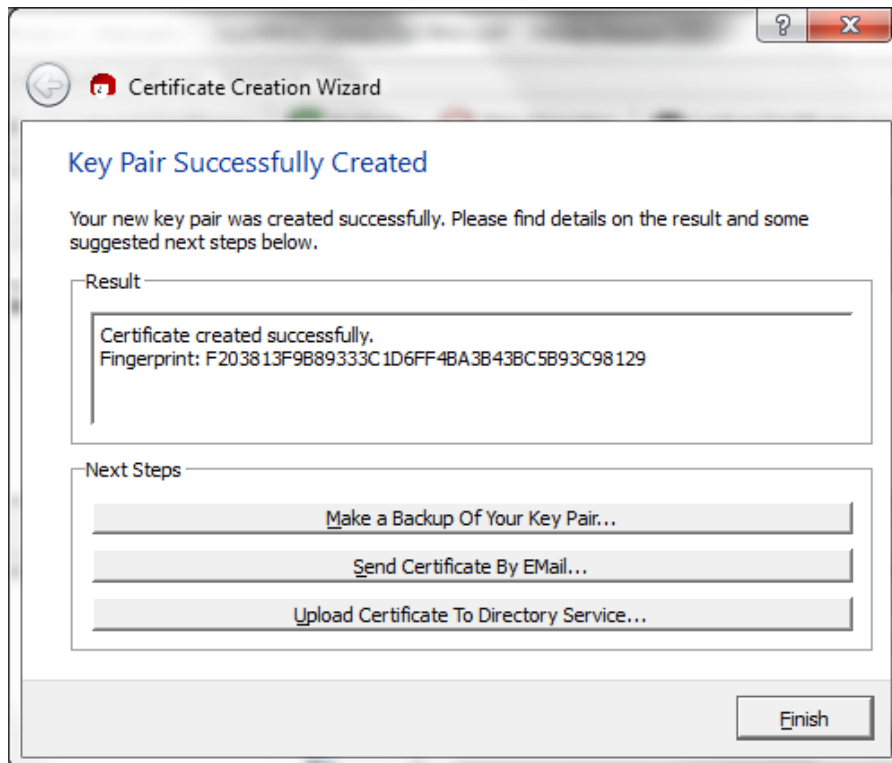 Certificate Creation Wizard
Key Pair Successfully Created
Your new key pair was created successfully. Please find details on the result and some
suggested next steps below.
Result
Certificate created successfully.
Fingerprint: F203813F9B89333C1D6FF4BA3B43BC5B93C98129
Next Steps
Make a Backup Of Your Key Pair...
Send Certificate By EMail...
Upload Certificate To Directory Service...
Finish